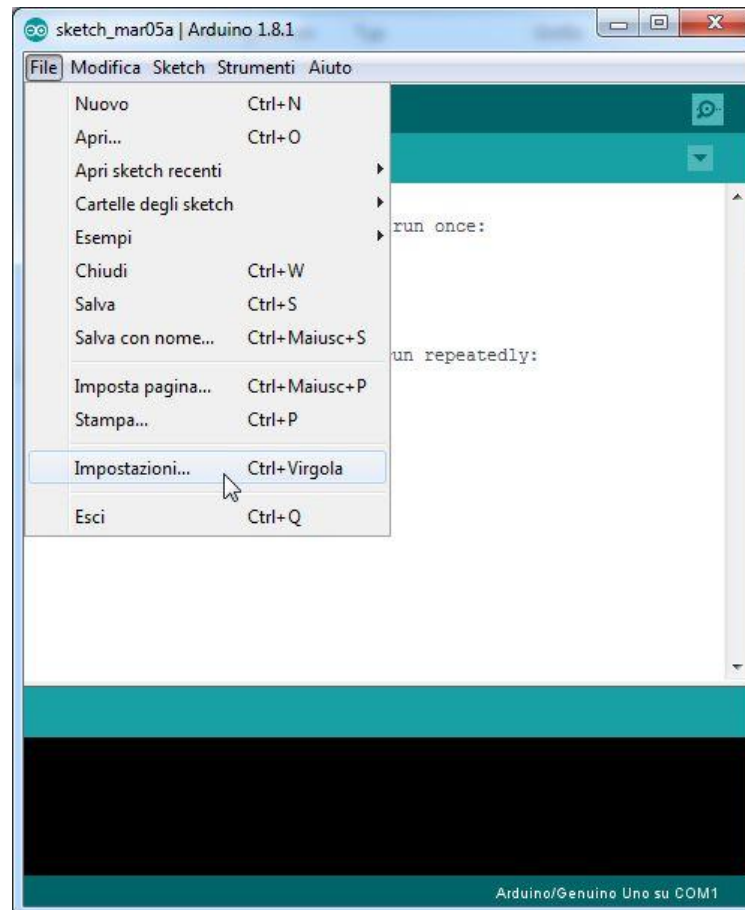 sketch_mar05a | Arduino 1.8.1
File Modifica Sketch Strumenti Aiuto
Nuovo Ctrl+N
Apri... Ctrl+O
Apri sketch recenti
Cartelle degli sketch
Esempi
Chiudi Ctrl+W
Salva Ctrl+S
Salva con nome... Ctrl+Maiusc+S
Imposta pagina... Ctrl+Maiusc+P
Stampa... Ctrl+P
Impostazioni... Ctrl+Virgola
Esci Ctrl+Q
run once:
un repeatedly:
Arduino/Genuino Uno su COM1